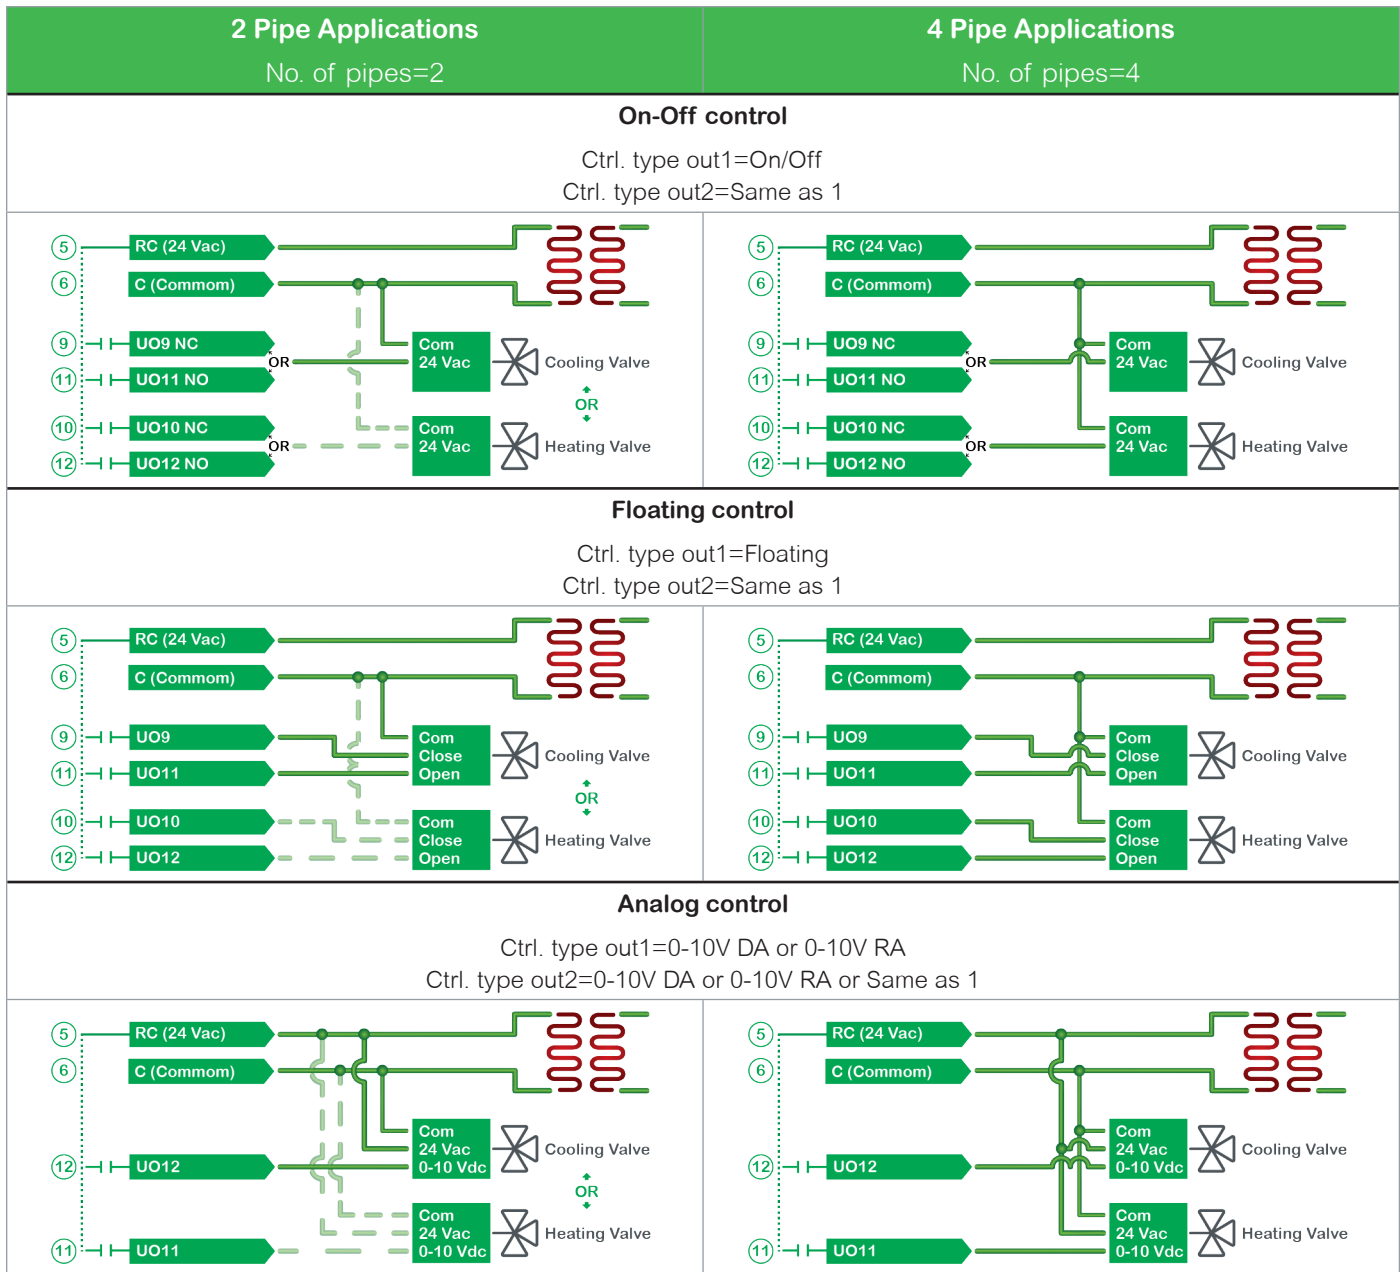 2 Pipe Applications
No. of pipes=2
4 Pipe Applications
No. of pipes=4
On-Off control
Ctrl. type out1=On/Off
Ctrl. type out2=Same as 1
5 RC (24 Vac)
6 C (Commom)
9 UO9 NC
OR
11 UO11 NO
10 UO10 NC
OR
12 UO12 NO
Com
24 Vac
Cooling Valve
OR
Com
24 Vac
Heating Valve
5 RC (24 Vac)
6 C (Commom)
9 UO9 NC
OR
11 UO11 NO
10 UO10 NC
OR
12 UO12 NO
Com
24 Vac
Cooling Valve
Com
24 Vac
Heating Valve
Floating control
Ctrl. type out1=Floating
Ctrl. type out2=Same as 1
5 RC (24 Vac)
6 C (Commom)
9 UO9
11 UO11
10 UO10
12 UO12
Com
Close
Open
Cooling Valve
OR
Com
Close
Open
Heating Valve
5 RC (24 Vac)
6 C (Commom)
9 UO9
11 UO11
10 UO10
12 UO12
Com
Close
Open
Cooling Valve
Com
Close
Open
Heating Valve
Analog control
Ctrl. type out1=0-10V DA or 0-10V RA
Ctrl. type out2=0-10V DA or 0-10V RA or Same as 1
5 RC (24 Vac)
6 C (Commom)
12 UO12
11 UO11
Com
24 Vac
0-10 Vdc
Cooling Valve
OR
Com
24 Vac
0-10 Vdc
Heating Valve
5 RC (24 Vac)
6 C (Commom)
12 UO12
11 UO11
Com
24 Vac
0-10 Vdc
Cooling Valve
Com
24 Vac
0-10 Vdc
Heating Valve